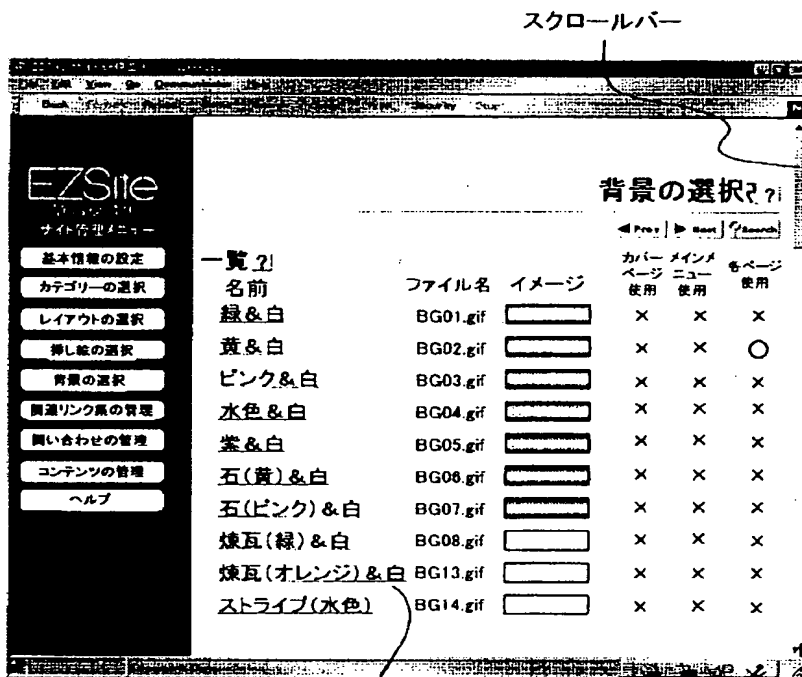 スクロールバー
File Edit View Go Communicator Help
Back Security Stop
EZSite
サイト管理メニュー
基本情報の設定
カテゴリーの選択
レイアウトの選択
挿し絵の選択
背景の選択
関連リンク集の管理
問い合わせの管理
コンテンツの管理
ヘルプ
背景の選択 ?
Prev Next ?Search
一覧 ?
名前 ファイル名 イメージ カバーページ使用 メインメニュー使用 各ページ使用
緑&白 BG01.gif × × ×
黄&白 BG02.gif × × ○
ピンク&白 BG03.gif × × ×
水色&白 BG04.gif × × ×
紫&白 BG05.gif × × ×
石(黄)&白 BG06.gif × × ×
石(ピンク)&白 BG07.gif × × ×
煉瓦(緑)&白 BG08.gif × × ×
煉瓦(オレンジ)&白 BG13.gif × × ×
ストライプ(水色) BG14.gif × × ×